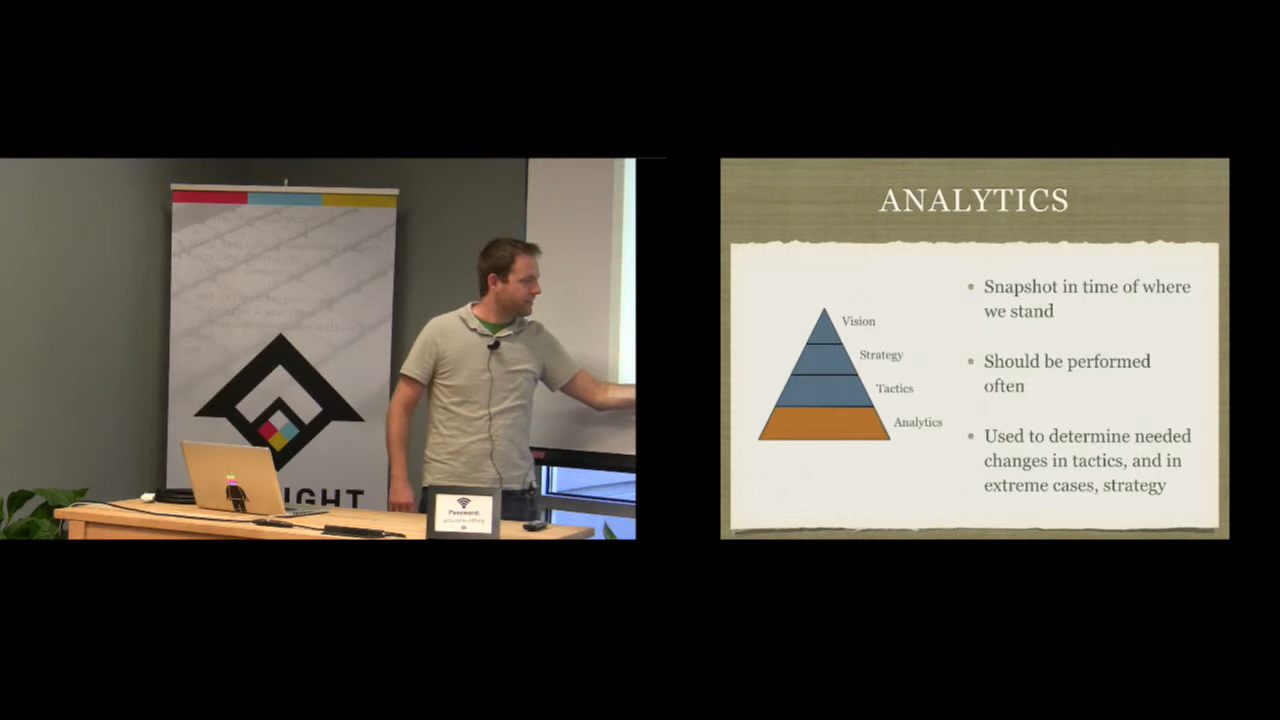 IGHT
Password:
ANALYTICS
Vision
Strategy
Tactics
Analytics
Snapshot in time of where
we stand
Should be performed
often
Used to determine needed
changes in tactics, and in
extreme cases, strategy